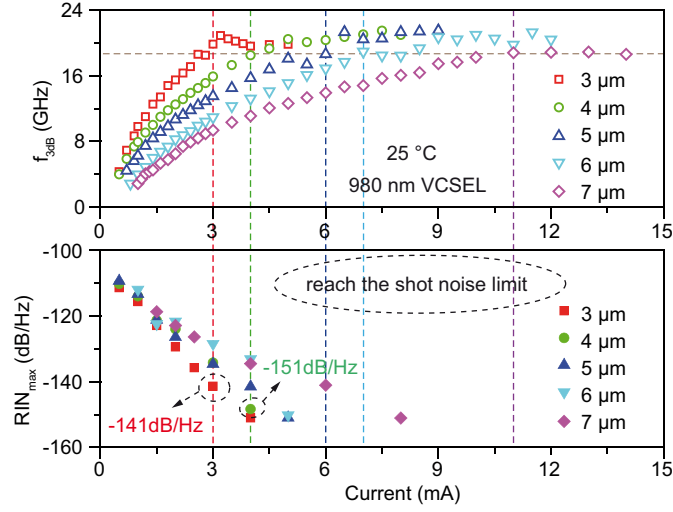 24
18
12
6
0
f3dB (GHz)
3 µm
4 µm
5 µm
6 µm
7 µm
25 °C
980 nm VCSEL
0
3
6
9
12
15
-100
-120
-140
-160
RINmax (dB/Hz)
reach the shot noise limit
3 µm
4 µm
5 µm
6 µm
7 µm
-151dB/Hz
-141dB/Hz
0
3
6
9
12
15
Current (mA)